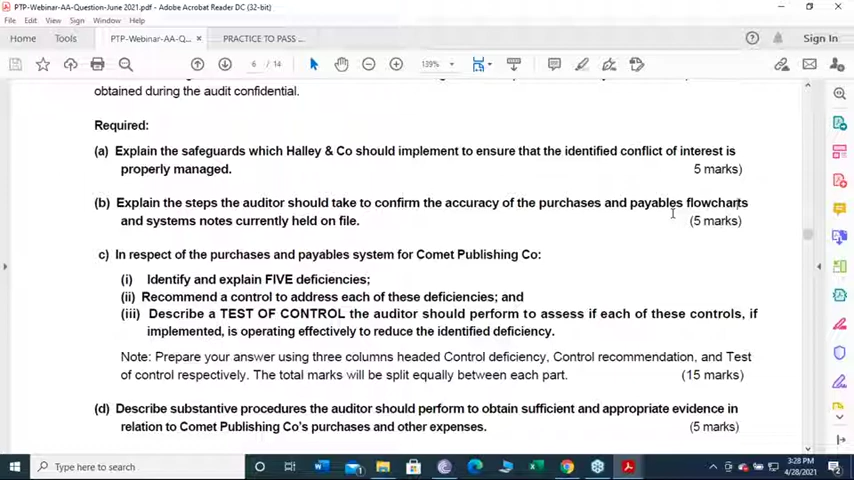 PTP-Webinar-AA-Question-June 2021.pdf - Adobe Acrobat Reader DC (32-bit)
File Edit View Sign Window Help
Home Tools PTP-Webinar-AA-Q... × PRACTICE TO PASS ... Sign In
6 / 14 139%
obtained during the audit confidential.
Required:
(a) Explain the safeguards which Halley & Co should implement to ensure that the identified conflict of interest is
properly managed. 5 marks)
(b) Explain the steps the auditor should take to confirm the accuracy of the purchases and payables flowcharts
and systems notes currently held on file. (5 marks)
c) In respect of the purchases and payables system for Comet Publishing Co:
(i) Identify and explain FIVE deficiencies;
(ii) Recommend a control to address each of these deficiencies; and
(iii) Describe a TEST OF CONTROL the auditor should perform to assess if each of these controls, if
implemented, is operating effectively to reduce the identified deficiency.
Note: Prepare your answer using three columns headed Control deficiency, Control recommendation, and Test
of control respectively. The total marks will be split equally between each part. (15 marks)
(d) Describe substantive procedures the auditor should perform to obtain sufficient and appropriate evidence in
relation to Comet Publishing Co's purchases and other expenses. (5 marks)
Type here to search
3:28 PM
4/28/2021